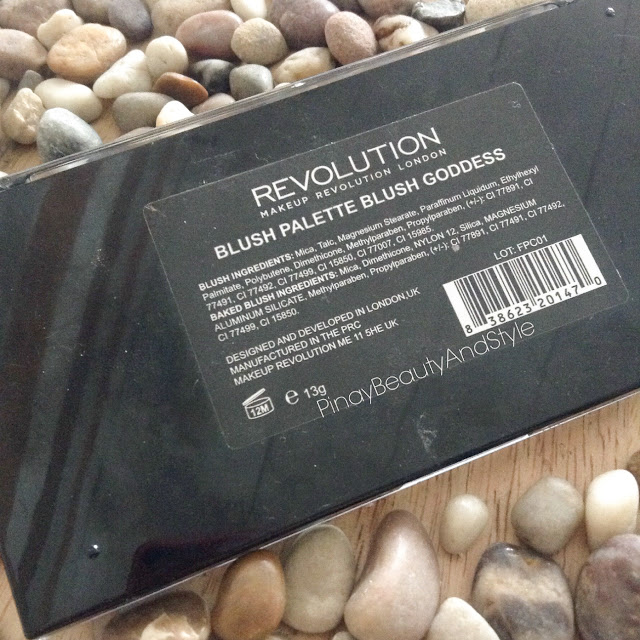 REVOLUTION
MAKEUP REVOLUTION LONDON
BLUSH PALETTE BLUSH GODDESS
BLUSH INGREDIENTS: Mica, Talc, Magnesium Stearate, Paraffinum Liquidum, Ethylhexyl
Palmitate, Polybutene, Dimethicone, Methylparaben, Propylparaben, (+/-): CI 77891, CI
77491, CI 77492, CI 77499, CI 15850, CI 77007, CI 15985.
BAKED BLUSH INGREDIENTS: Mica, Dimethicone, NYLON 12, Silica, MAGNESIUM
ALUMINUM SILICATE, Methylparaben, Propylparaben, (+/-): CI 77891, CI 77491, CI 77492,
CI 77499, CI 15850.
LOT: FPC01
DESIGNED AND DEVELOPED IN LONDON,UK
MANUFACTURED IN THE PRC
MAKEUP REVOLUTION ME 11 5HE UK
8 38623 20147 0
12M e 13g
PinayBeautyAndStyle